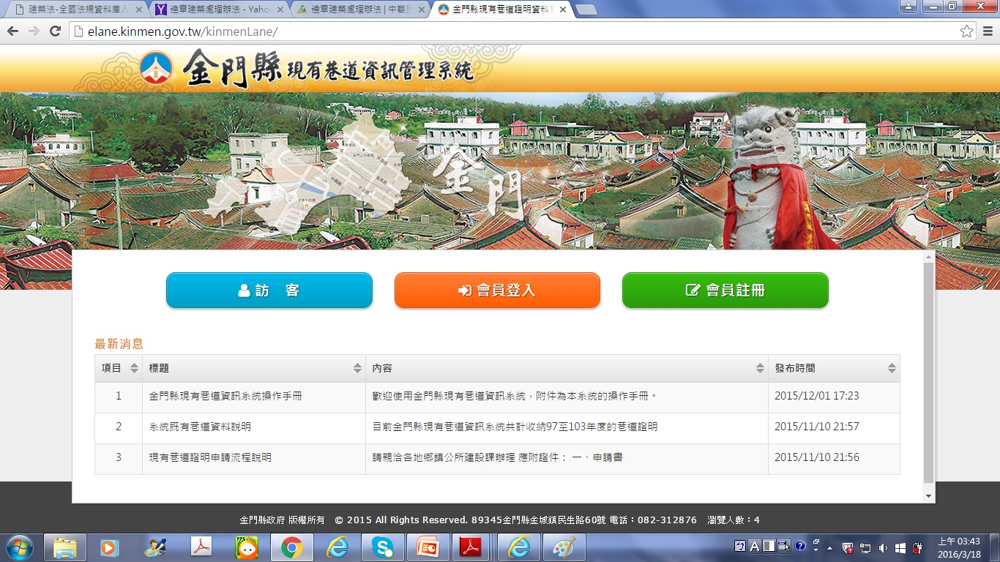 建築法-全國法規資料庫入
違章建築處理辦法 - Yaho
違章建築處理辦法 | 中華民
金門縣現有巷道證明資料
elane.kinmen.gov.tw/kinmenLane/
金門縣現有巷道資訊管理系統
金門
訪 客
會員登入
會員註冊
最新消息
項目 標題 內容 發布時間
1 金門縣現有巷道資訊系統操作手冊 歡迎使用金門縣現有巷道資訊系統，附件為本系統的操作手冊。 2015/12/01 17:23
2 系統既有巷道資料說明 目前金門縣現有巷道資訊系統共計收納97至103年度的巷道證明 2015/11/10 21:57
3 現有巷道證明申請流程說明 請親洽各地鄉鎮公所建設課辦理 應附證件： 一、申請書 2015/11/10 21:56
金門縣政府 版權所有 © 2015 All Rights Reserved. 89345金門縣金城鎮民生路60號 電話：082-312876 瀏覽人數：4
PPS
A
上午 03:43
2016/3/18